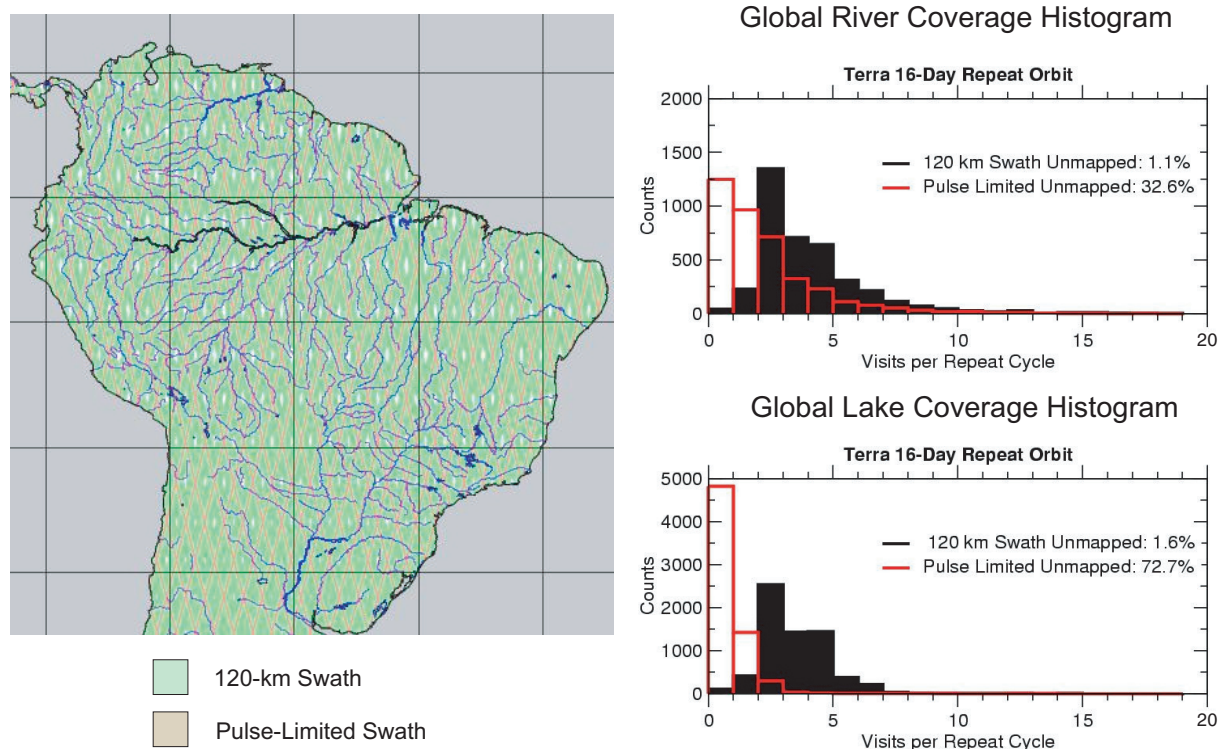 120-km Swath
Pulse-Limited Swath
Global River Coverage Histogram
Terra 16-Day Repeat Orbit
2000
1500
1000
500
0
Counts
120 km Swath Unmapped: 1.1%
Pulse Limited Unmapped: 32.6%
0 5 10 15 20
Visits per Repeat Cycle
Global Lake Coverage Histogram
Terra 16-Day Repeat Orbit
5000
4000
3000
2000
1000
0
Counts
120 km Swath Unmapped: 1.6%
Pulse Limited Unmapped: 72.7%
0 5 10 15 20
Visits per Repeat Cycle